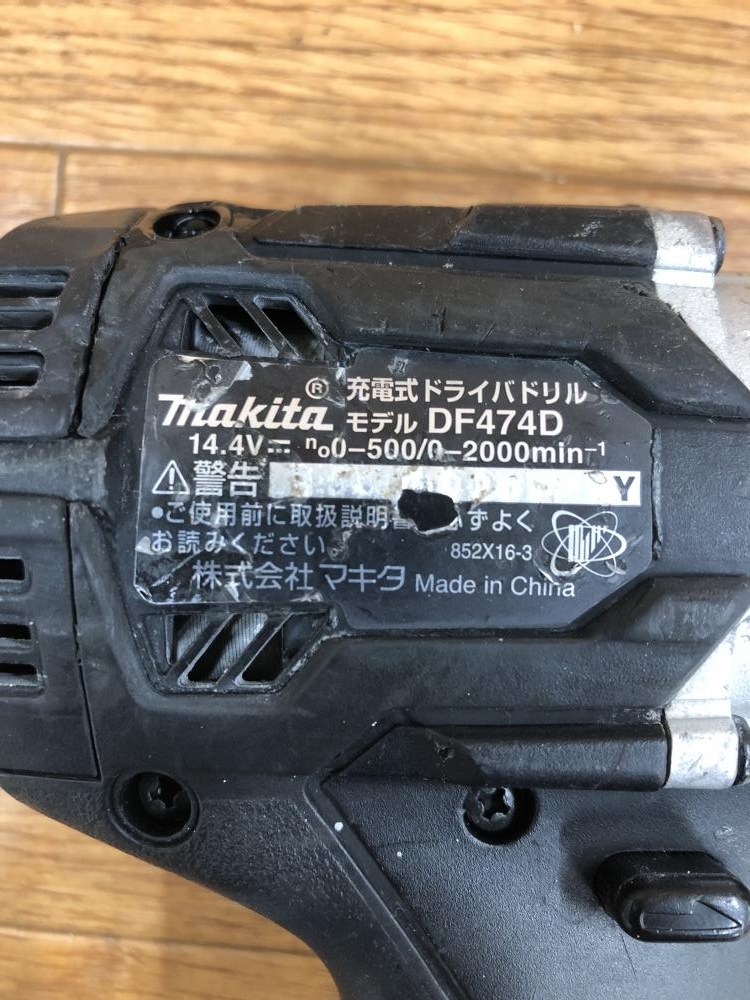 makita® 充電式ドライバドリル
モデル DF474D
14.4V⎓ n₀0-500/0-2000min⁻¹
⚠警告 Y
•ご使用前に取扱説明書 ずよく
お読みください。 852X16-3
株式会社マキタ Made in China